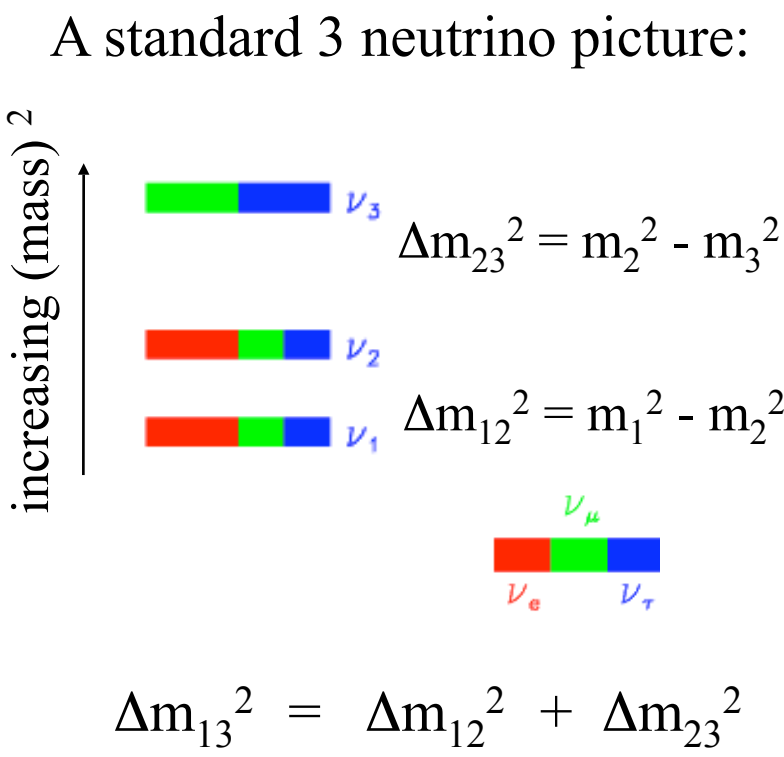 A standard 3 neutrino picture:
increasing (mass)²
ν₃
Δm₂₃² = m₂² - m₃²
ν₂
ν₁
Δm₁₂² = m₁² - m₂²
ν_μ
ν_e ν_τ
Δm₁₃² = Δm₁₂² + Δm₂₃²